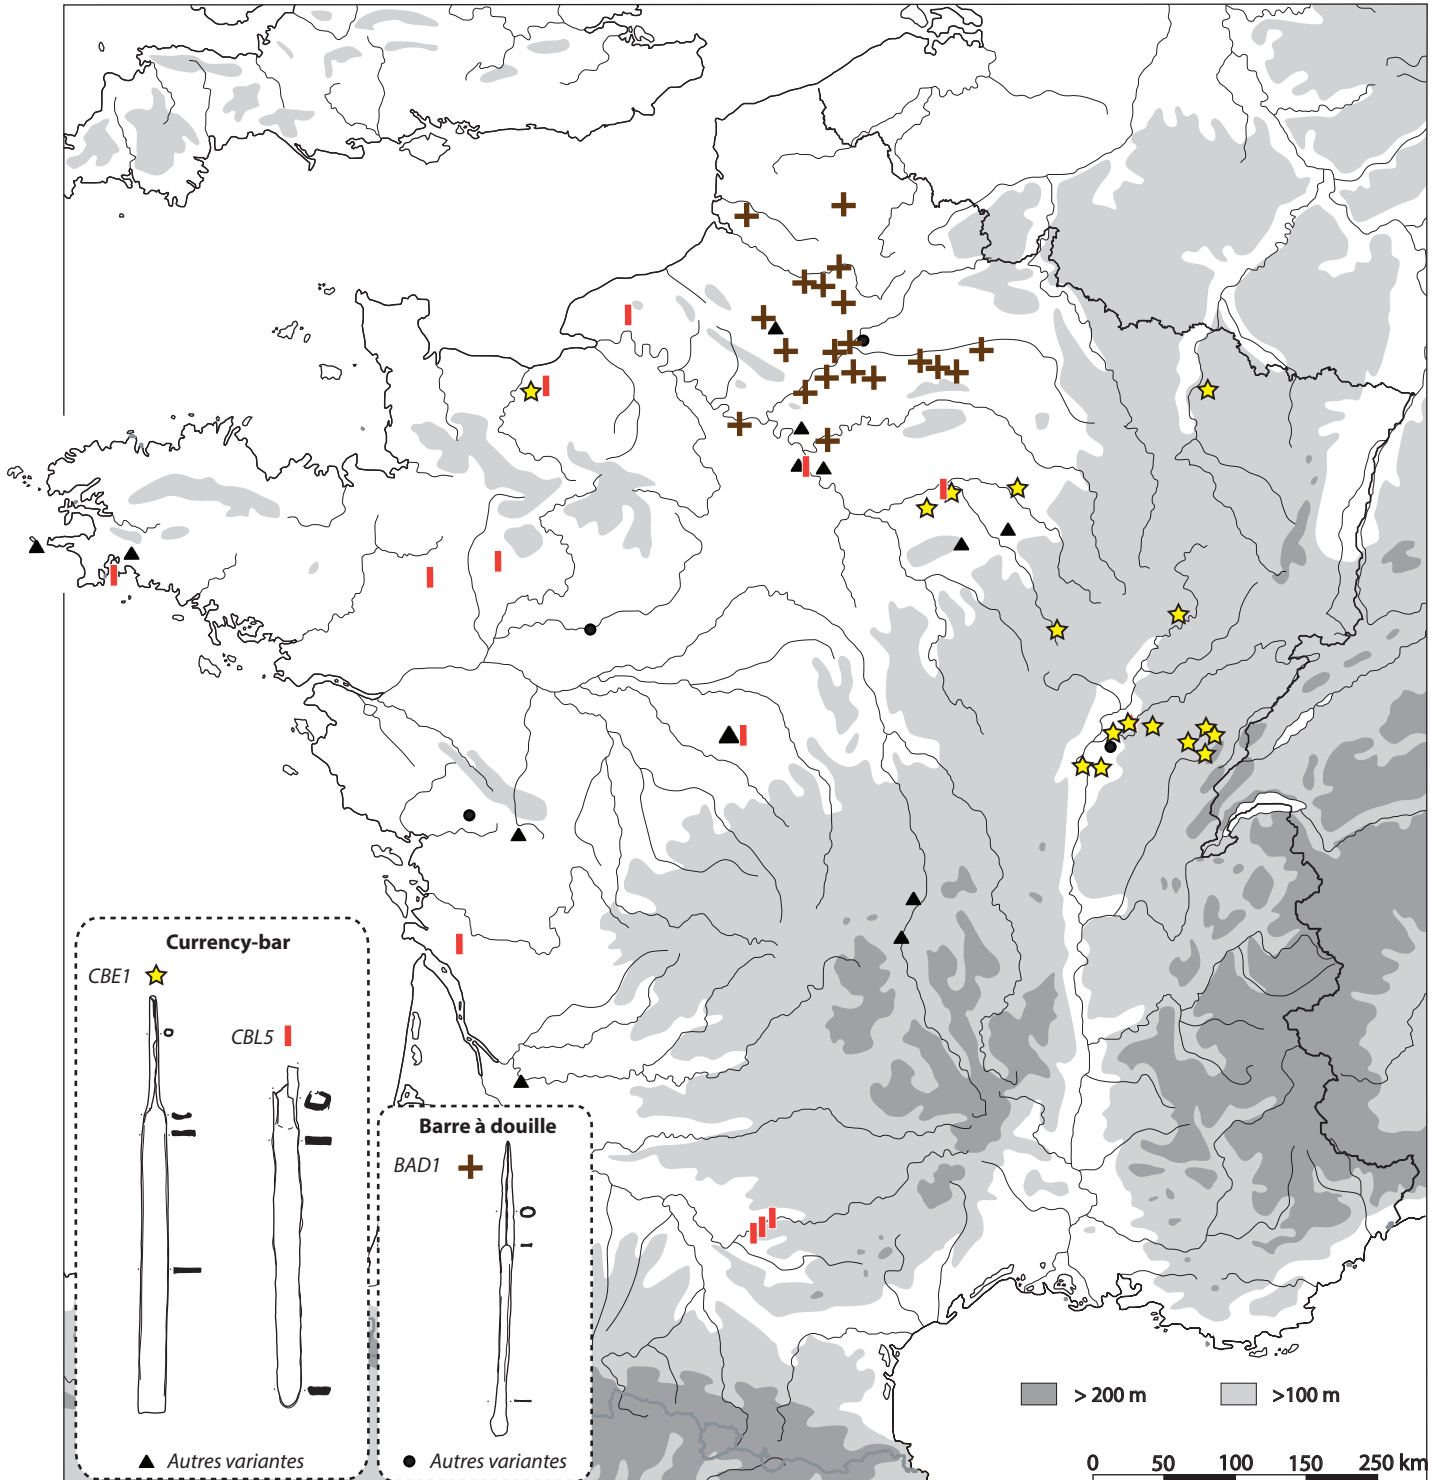 Currency-bar
CBE1
CBL5
Autres variantes
Barre à douille
BAD1
Autres variantes
> 200 m
>100 m
0 50 100 150 250 km